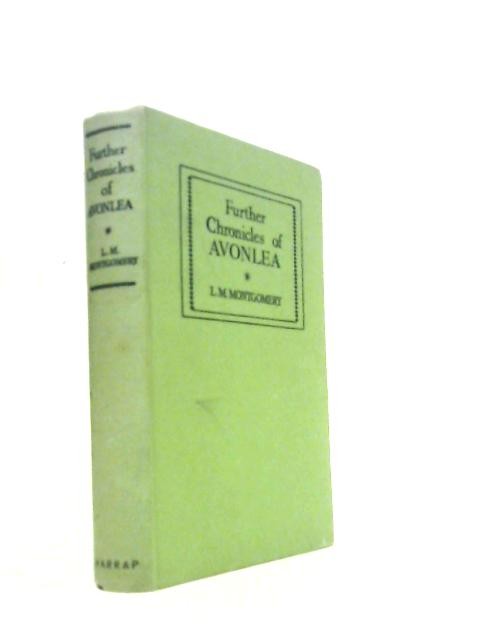 Further
Chronicles
of
AVONLEA
*
L. M.
MONTGOMERY
HARRAP
Further
Chronicles of
AVONLEA
*
L. M. MONTGOMERY